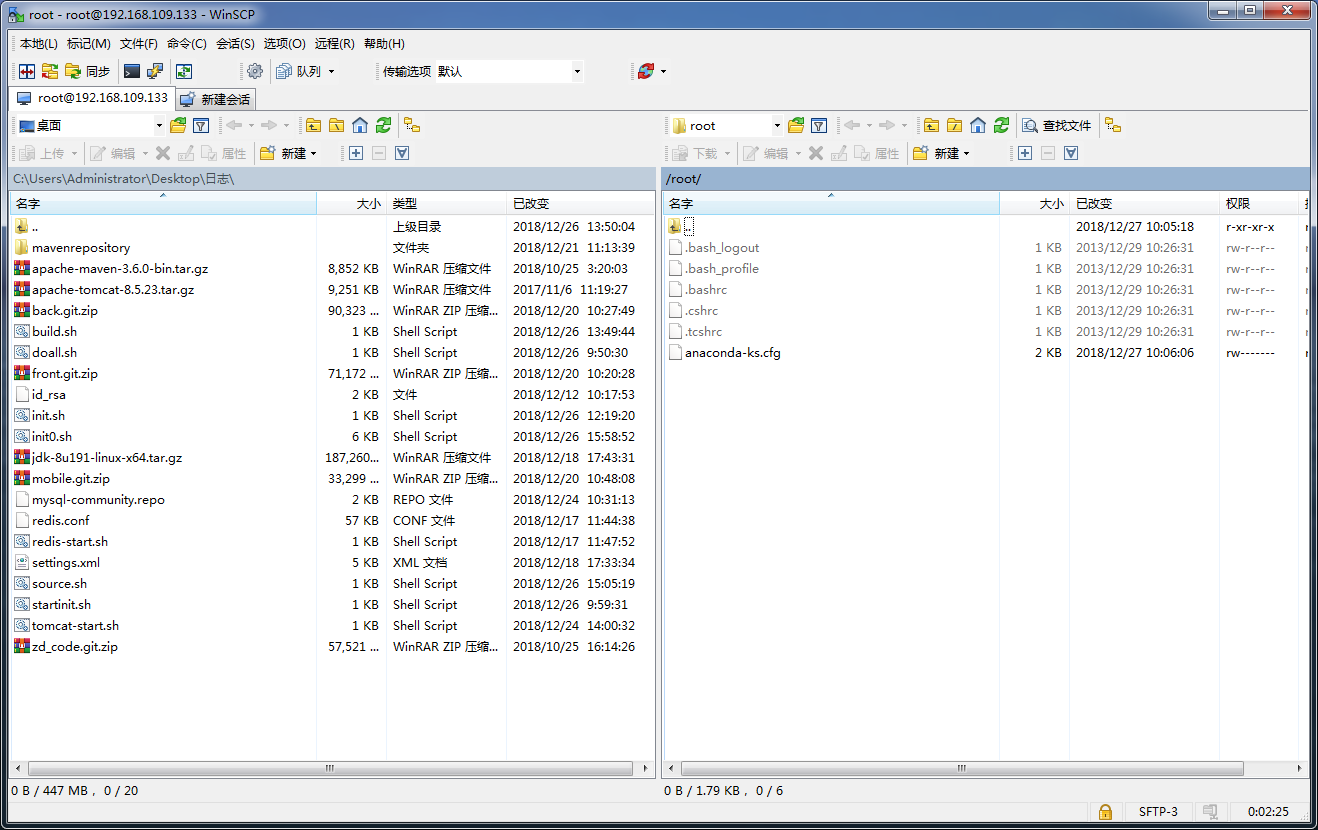 root - root@192.168.109.133 - WinSCP
本地(L) 标记(M) 文件(F) 命令(C) 会话(S) 选项(O) 远程(R) 帮助(H)
同步 队列 传输选项 默认
root@192.168.109.133 新建会话
桌面 root 查找文件
上传 编辑 属性 新建 下载 编辑 属性 新建
C:\Users\Administrator\Desktop\日志\ /root/
名字 大小 类型 已改变 名字 大小 已改变 权限
.. 上级目录 2018/12/26 13:50:04 .. 2018/12/27 10:05:18 r-xr-xr-x
mavenrepository 文件夹 2018/12/21 11:13:39 .bash_logout 1 KB 2013/12/29 10:26:31 rw-r--r--
apache-maven-3.6.0-bin.tar.gz 8,852 KB WinRAR 压缩文件 2018/10/25 3:20:03 .bash_profile 1 KB 2013/12/29 10:26:31 rw-r--r--
apache-tomcat-8.5.23.tar.gz 9,251 KB WinRAR 压缩文件 2017/11/6 11:19:27 .bashrc 1 KB 2013/12/29 10:26:31 rw-r--r--
back.git.zip 90,323 ... WinRAR ZIP 压缩... 2018/12/20 10:27:49 .cshrc 1 KB 2013/12/29 10:26:31 rw-r--r--
build.sh 1 KB Shell Script 2018/12/26 13:49:44 .tcshrc 1 KB 2013/12/29 10:26:31 rw-r--r--
doall.sh 1 KB Shell Script 2018/12/26 9:50:30 anaconda-ks.cfg 2 KB 2018/12/27 10:06:06 rw-------
front.git.zip 71,172 ... WinRAR ZIP 压缩... 2018/12/20 10:20:28
id_rsa 2 KB 文件 2018/12/12 10:17:53
init.sh 1 KB Shell Script 2018/12/26 12:19:20
init0.sh 6 KB Shell Script 2018/12/26 15:58:52
jdk-8u191-linux-x64.tar.gz 187,260... WinRAR 压缩文件 2018/12/18 17:43:31
mobile.git.zip 33,299 ... WinRAR ZIP 压缩... 2018/12/20 10:48:08
mysql-community.repo 2 KB REPO 文件 2018/12/24 10:31:13
redis.conf 57 KB CONF 文件 2018/12/17 11:44:38
redis-start.sh 1 KB Shell Script 2018/12/17 11:47:52
settings.xml 5 KB XML 文档 2018/12/18 17:33:34
source.sh 1 KB Shell Script 2018/12/26 15:05:19
startinit.sh 1 KB Shell Script 2018/12/26 9:59:31
tomcat-start.sh 1 KB Shell Script 2018/12/24 14:00:32
zd_code.git.zip 57,521 ... WinRAR ZIP 压缩... 2018/10/25 16:14:26
0 B / 447 MB， 0 / 20 0 B / 1.79 KB， 0 / 6
SFTP-3 0:02:25